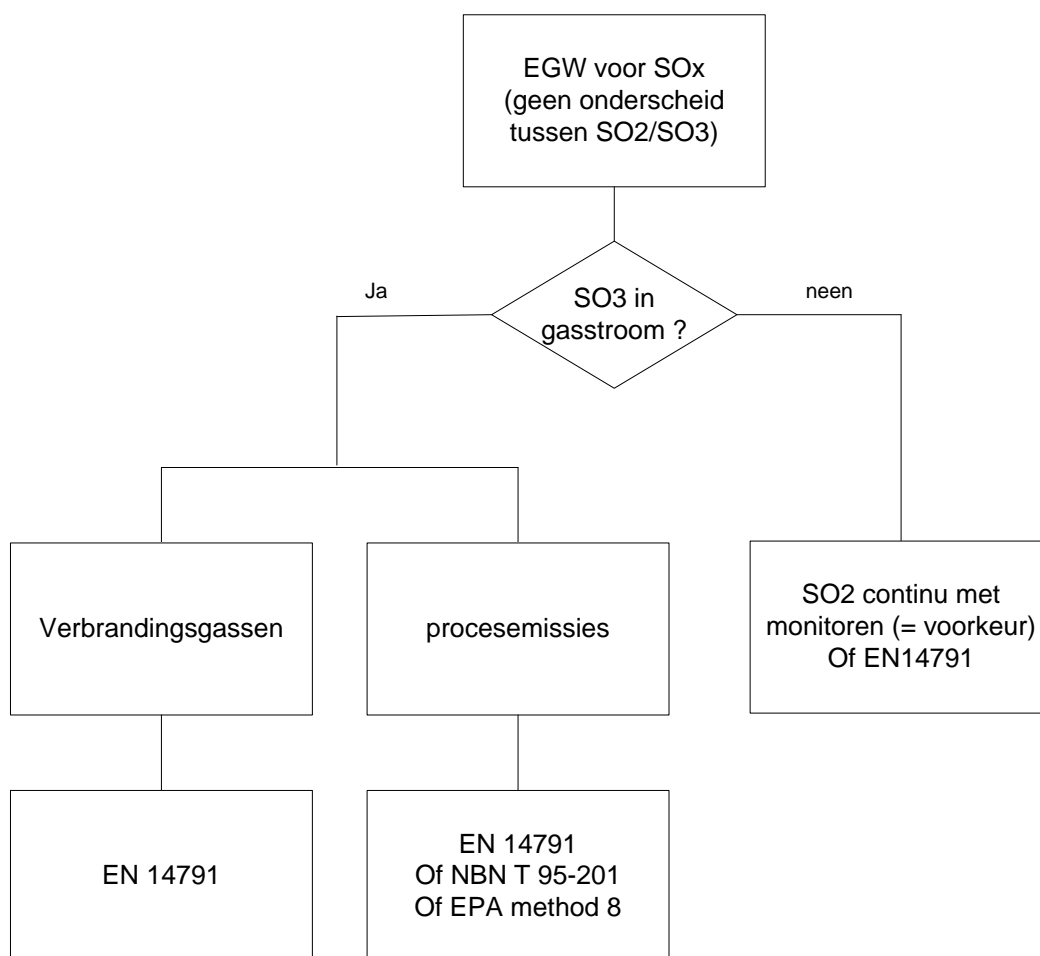 EGW voor SOx
(geen onderscheid
tussen SO2/SO3)
Ja
SO3 in
gasstroom ?
neen
Verbrandingsgassen
procesemissies
SO2 continu met
monitoren (= voorkeur)
Of EN14791
EN 14791
EN 14791
Of NBN T 95-201
Of EPA method 8